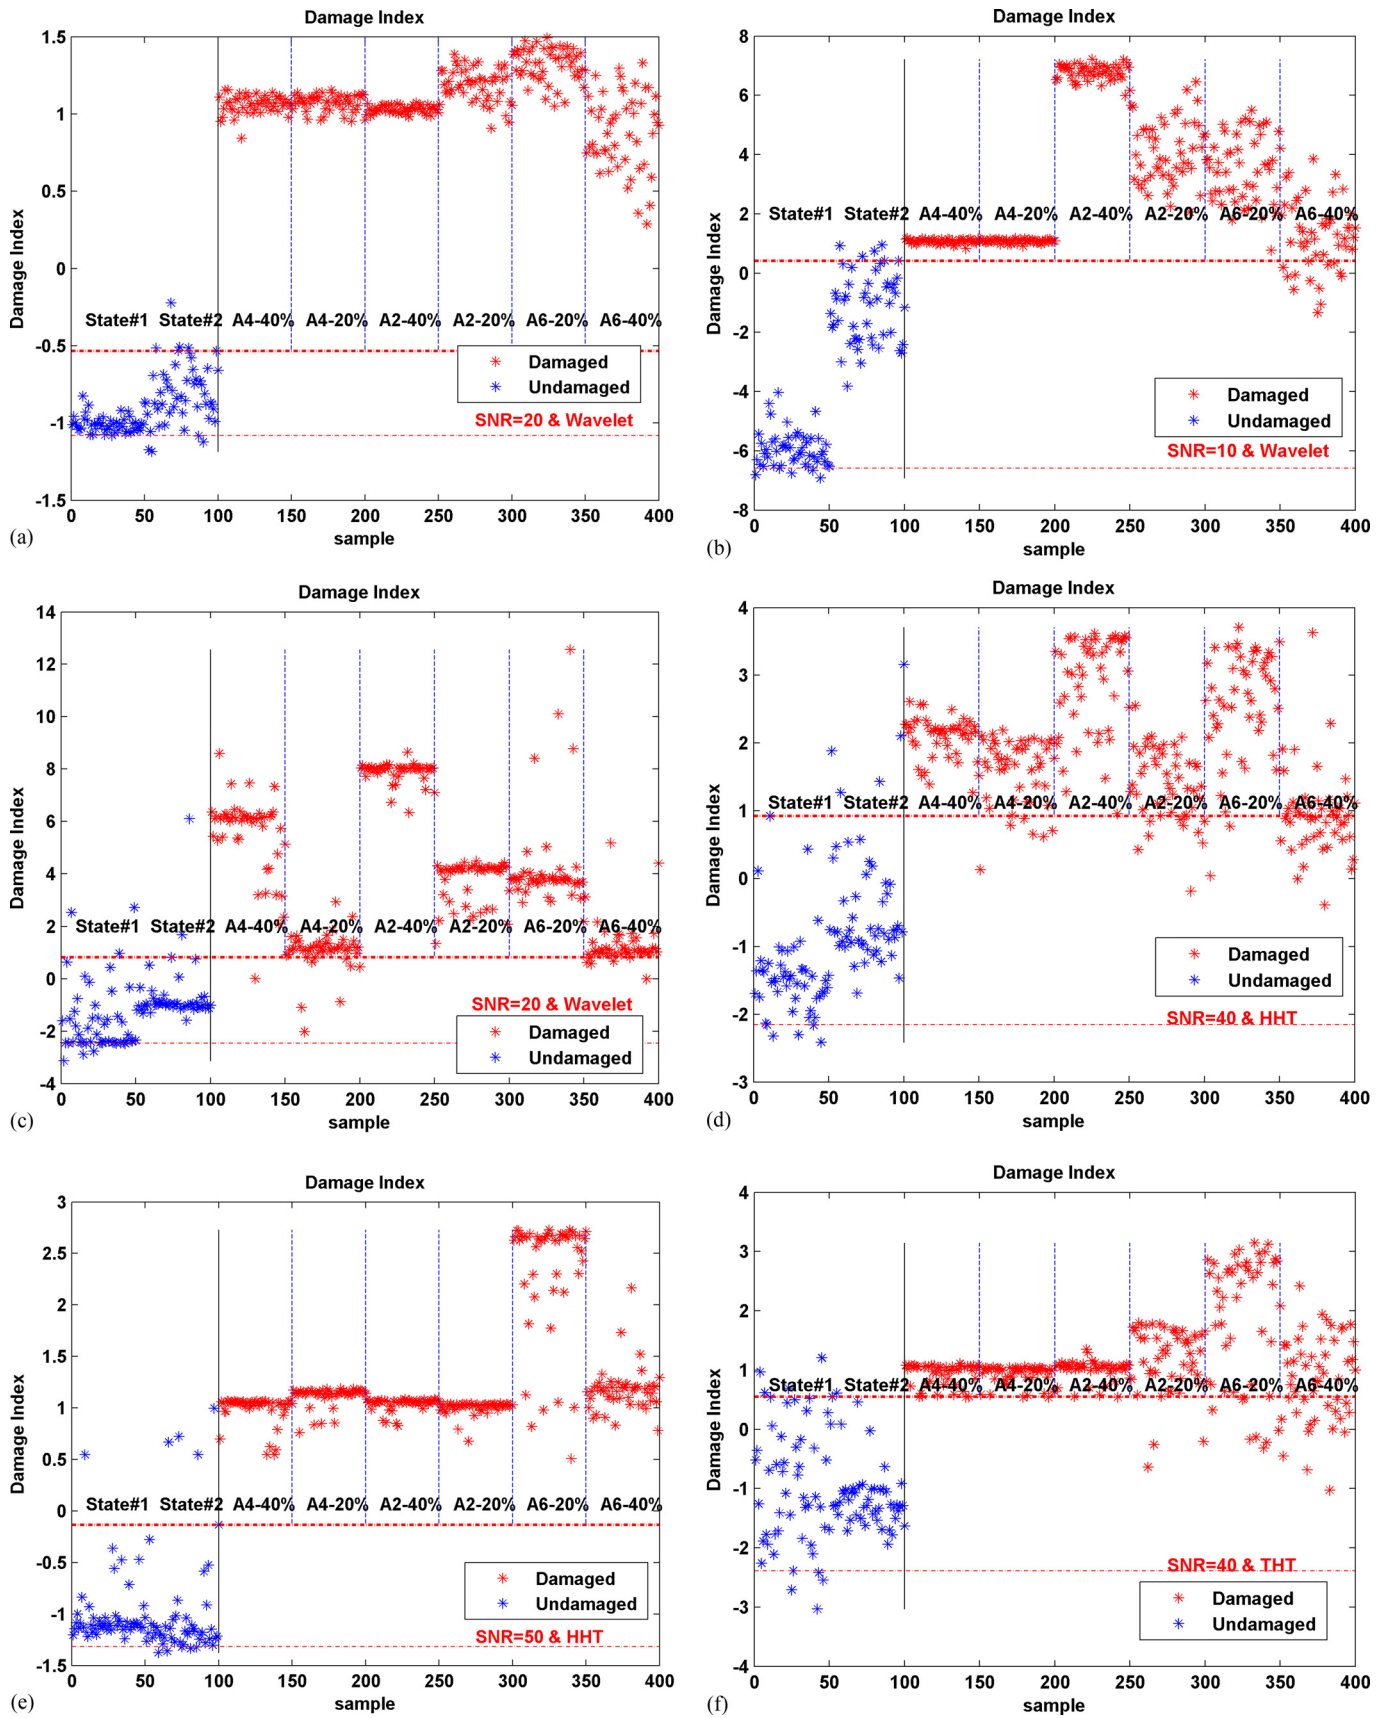 Damage Index
1.5
1
0.5
0
-0.5
-1
-1.5
Damage Index
State#1 State#2 A4-40% A4-20% A2-40% A2-20% A6-20% A6-40%
Damaged
Undamaged
SNR=20 & Wavelet
0 50 100 150 200 250 300 350 400
sample
(a)
Damage Index
8
6
4
2
0
-2
-4
-6
-8
Damage Index
State#1 State#2 A4-40% A4-20% A2-40% A2-20% A6-20% A6-40%
Damaged
Undamaged
SNR=10 & Wavelet
0 50 100 150 200 250 300 350 400
sample
(b)
Damage Index
14
12
10
8
6
4
2
0
-2
-4
Damage Index
State#1 State#2 A4-40% A4-20% A2-40% A2-20% A6-20% A6-40%
SNR=20 & Wavelet
Damaged
Undamaged
0 50 100 150 200 250 300 350 400
sample
(c)
Damage Index
4
3
2
1
0
-1
-2
-3
Damage Index
State#1 State#2 A4-40% A4-20% A2-40% A2-20% A6-20% A6-40%
Damaged
Undamaged
SNR=40 & HHT
0 50 100 150 200 250 300 350 400
sample
(d)
Damage Index
3
2.5
2
1.5
1
0.5
0
-0.5
-1
-1.5
Damage Index
State#1 State#2 A4-40% A4-20% A2-40% A2-20% A6-20% A6-40%
Damaged
Undamaged
SNR=50 & HHT
0 50 100 150 200 250 300 350 400
sample
(e)
Damage Index
4
3
2
1
0
-1
-2
-3
-4
Damage Index
State#1 State#2 A4-40% A4-20% A2-40% A2-20% A6-20% A6-40%
SNR=40 & THT
Damaged
Undamaged
0 50 100 150 200 250 300 350 400
sample
(f)